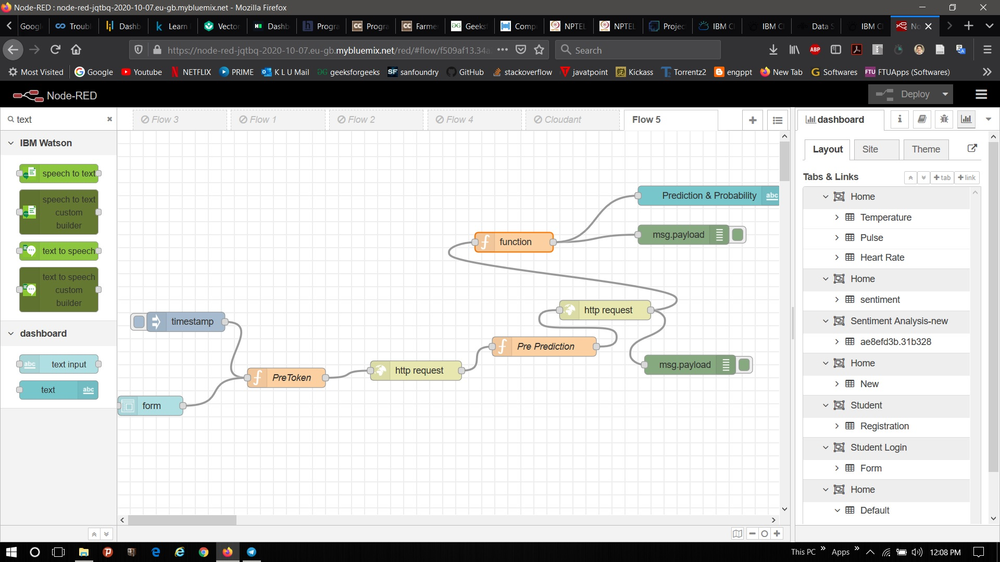 Node-RED : node-red-jqtbq-2020-10-07.eu-gb.mybluemix.net - Mozilla Firefox
Googl Troubl Dashb Learn Vector Dashb Progra Progra Farme Geeks Comp NPTEL NPTEL Projec IBM Cl IBM Cl Data S IBM Cl No
https://node-red-jqtbq-2020-10-07.eu-gb.mybluemix.net/red/#flow/f509af13.34a
Search
ABP
Most Visited Google Youtube NETFLIX PRIME K L U Mail geeksforgeeks SF sanfoundry GitHub stackoverflow javatpoint Kickass Torrentz2 engppt New Tab Softwares FTU FTUApps (Softwares)
Node-RED
Deploy
text
Flow 3 Flow 1 Flow 2 Flow 4 Cloudant Flow 5
dashboard
IBM Watson
speech to text
speech to text
custom
builder
text to speech
text to speech
custom
builder
dashboard
abc text input
text abc
Prediction & Probability abc
function
msg.payload
http request
timestamp
Pre Prediction
msg.payload
http request
PreToken
form
Layout Site Theme
Tabs & Links
tab link
Home
Temperature
Pulse
Heart Rate
Home
sentiment
Sentiment Analysis-new
ae8efd3b.31b328
Home
New
Student
Registration
Student Login
Form
Home
Default
This PC Apps 12:08 PM